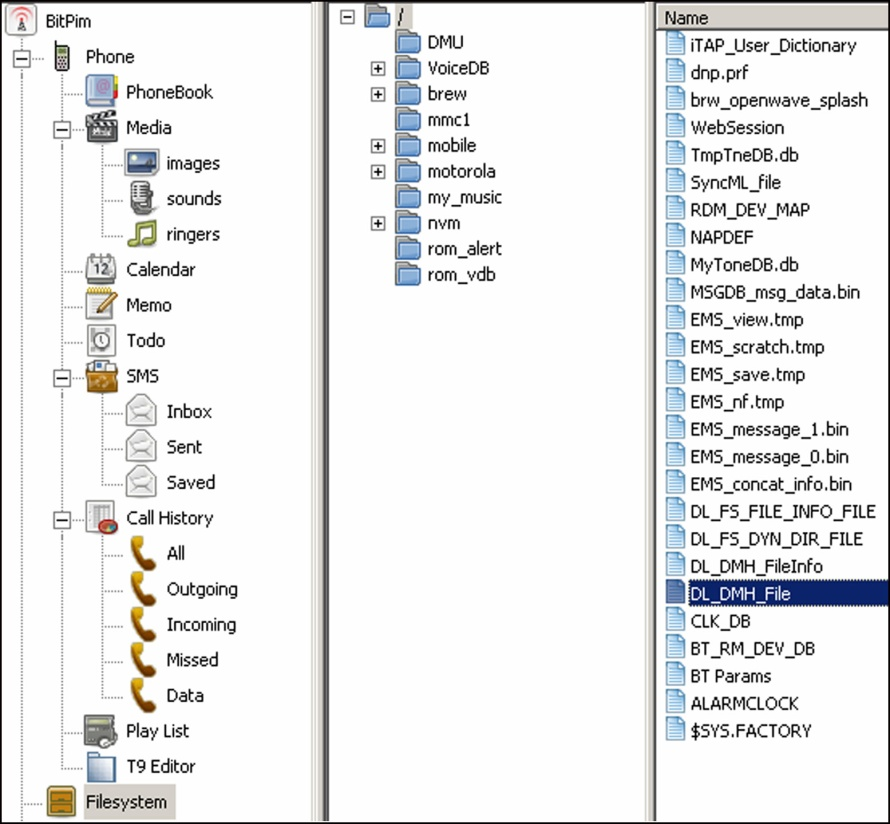 BitPim
Phone
PhoneBook
Media
images
sounds
ringers
Calendar
Memo
Todo
SMS
Inbox
Sent
Saved
Call History
All
Outgoing
Incoming
Missed
Data
Play List
T9 Editor
Filesystem
/
DMU
VoiceDB
brew
mmc1
mobile
motorola
my_music
nvm
rom_alert
rom_vdb
Name
iTAP_User_Dictionary
dnp.prf
brw_openwave_splash
WebSession
TmpTneDB.db
SyncML_file
RDM_DEV_MAP
NAPDEF
MyToneDB.db
MSGDB_msg_data.bin
EMS_view.tmp
EMS_scratch.tmp
EMS_save.tmp
EMS_nf.tmp
EMS_message_1.bin
EMS_message_0.bin
EMS_concat_info.bin
DL_FS_FILE_INFO_FILE
DL_FS_DYN_DIR_FILE
DL_DMH_FileInfo
DL_DMH_File
CLK_DB
BT_RM_DEV_DB
BT Params
ALARMCLOCK
$SYS.FACTORY